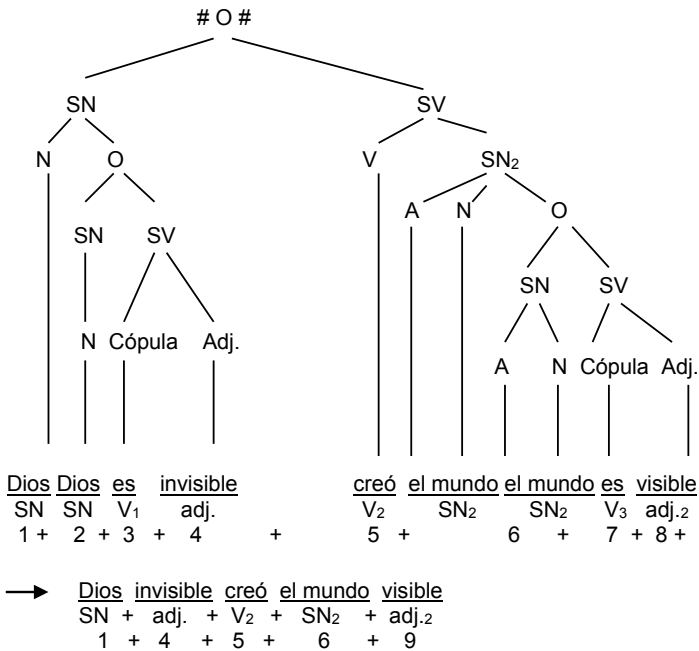 # O #
SN SV
N O V SN2
A N O
SN SV
SN SV
N Cópula Adj.
A N Cópula Adj.
Dios Dios es invisible creó el mundo el mundo es visible
SN SN V1 adj. V2 SN2 SN2 V3 adj.2
1 + 2 + 3 + 4 + 5 + 6 + 7 + 8 +
Dios invisible creó el mundo visible
SN + adj. + V2 + SN2 + adj.2
1 + 4 + 5 + 6 + 9